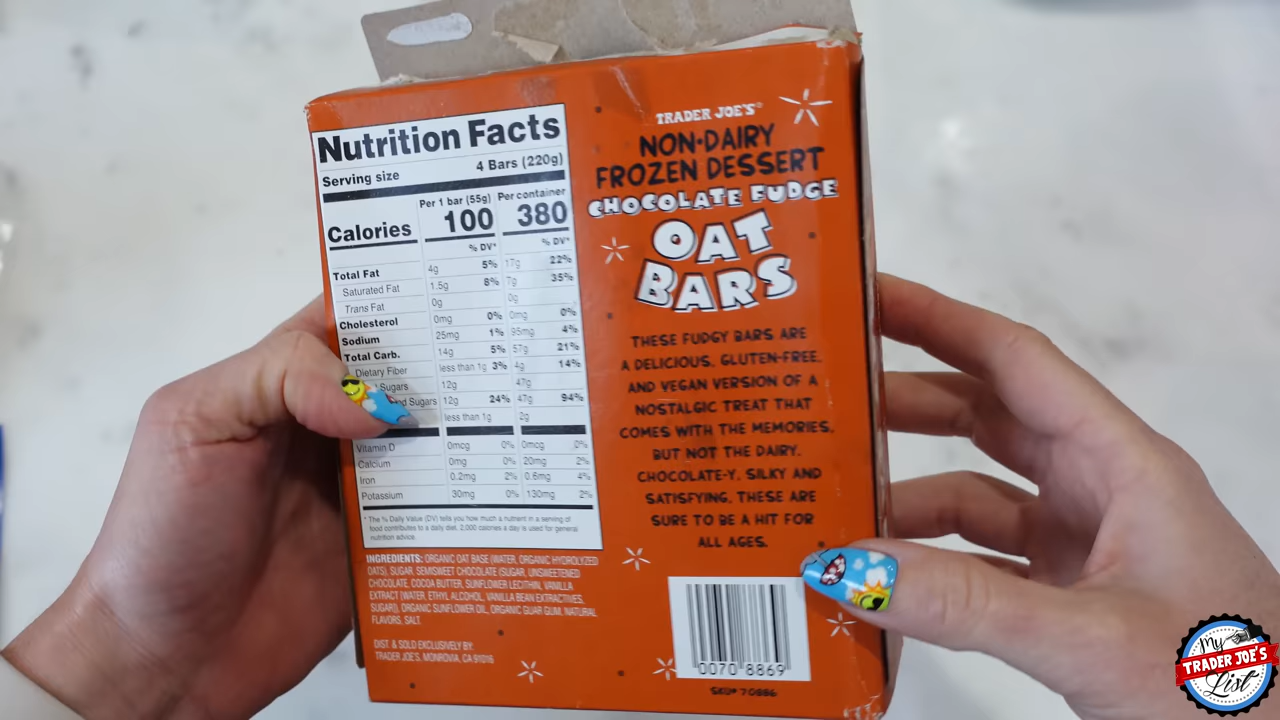 Nutrition Facts
Serving size 4 Bars (220g)
Per 1 bar (55g) Per container
Calories 100 380
% DV* % DV*
Total Fat 4g 5% 17g 22%
Saturated Fat 1.5g 8% 7g 35%
Trans Fat 0g 0g
Cholesterol 0mg 0% 0mg 0%
Sodium 25mg 1% 95mg 4%
Total Carb. 14g 5% 57g 21%
Dietary Fiber less than 1g 3% 4g 14%
Sugars 12g 47g
Sugars 12g 24% 47g 94%
less than 1g 2g
Vitamin D 0mcg 0% 0mcg 0%
Calcium 0mg 0% 20mg 2%
Iron 0.2mg 2% 0.6mg 4%
Potassium 30mg 0% 130mg 2%
* The % Daily Value (DV) tells you how much a nutrient in a serving of
food contributes to a daily diet. 2,000 calories a day is used for general
nutrition advice.
INGREDIENTS: ORGANIC OAT BASE (WATER, ORGANIC HYDROLYZED
OATS), SUGAR, SEMISWEET CHOCOLATE (SUGAR, UNSWEETENED
CHOCOLATE, COCOA BUTTER, SUNFLOWER LECITHIN, VANILLA
EXTRACT [WATER, ETHYL ALCOHOL, VANILLA BEAN EXTRACTIVES,
SUGAR]), ORGANIC SUNFLOWER OIL, ORGANIC GUAR GUM, NATURAL
FLAVORS, SALT.
DIST. & SOLD EXCLUSIVELY BY:
TRADER JOE'S, MONROVIA, CA 91016
TRADER JOE'S®
NON-DAIRY
FROZEN DESSERT
CHOCOLATE FUDGE
OAT
BARS
THESE FUDGY BARS ARE
A DELICIOUS, GLUTEN-FREE,
AND VEGAN VERSION OF A
NOSTALGIC TREAT THAT
COMES WITH THE MEMORIES,
BUT NOT THE DAIRY.
CHOCOLATE-Y, SILKY AND
SATISFYING, THESE ARE
SURE TO BE A HIT FOR
ALL AGES.
0070 8869
SKU# 70886
My
TRADER JOE'S
List